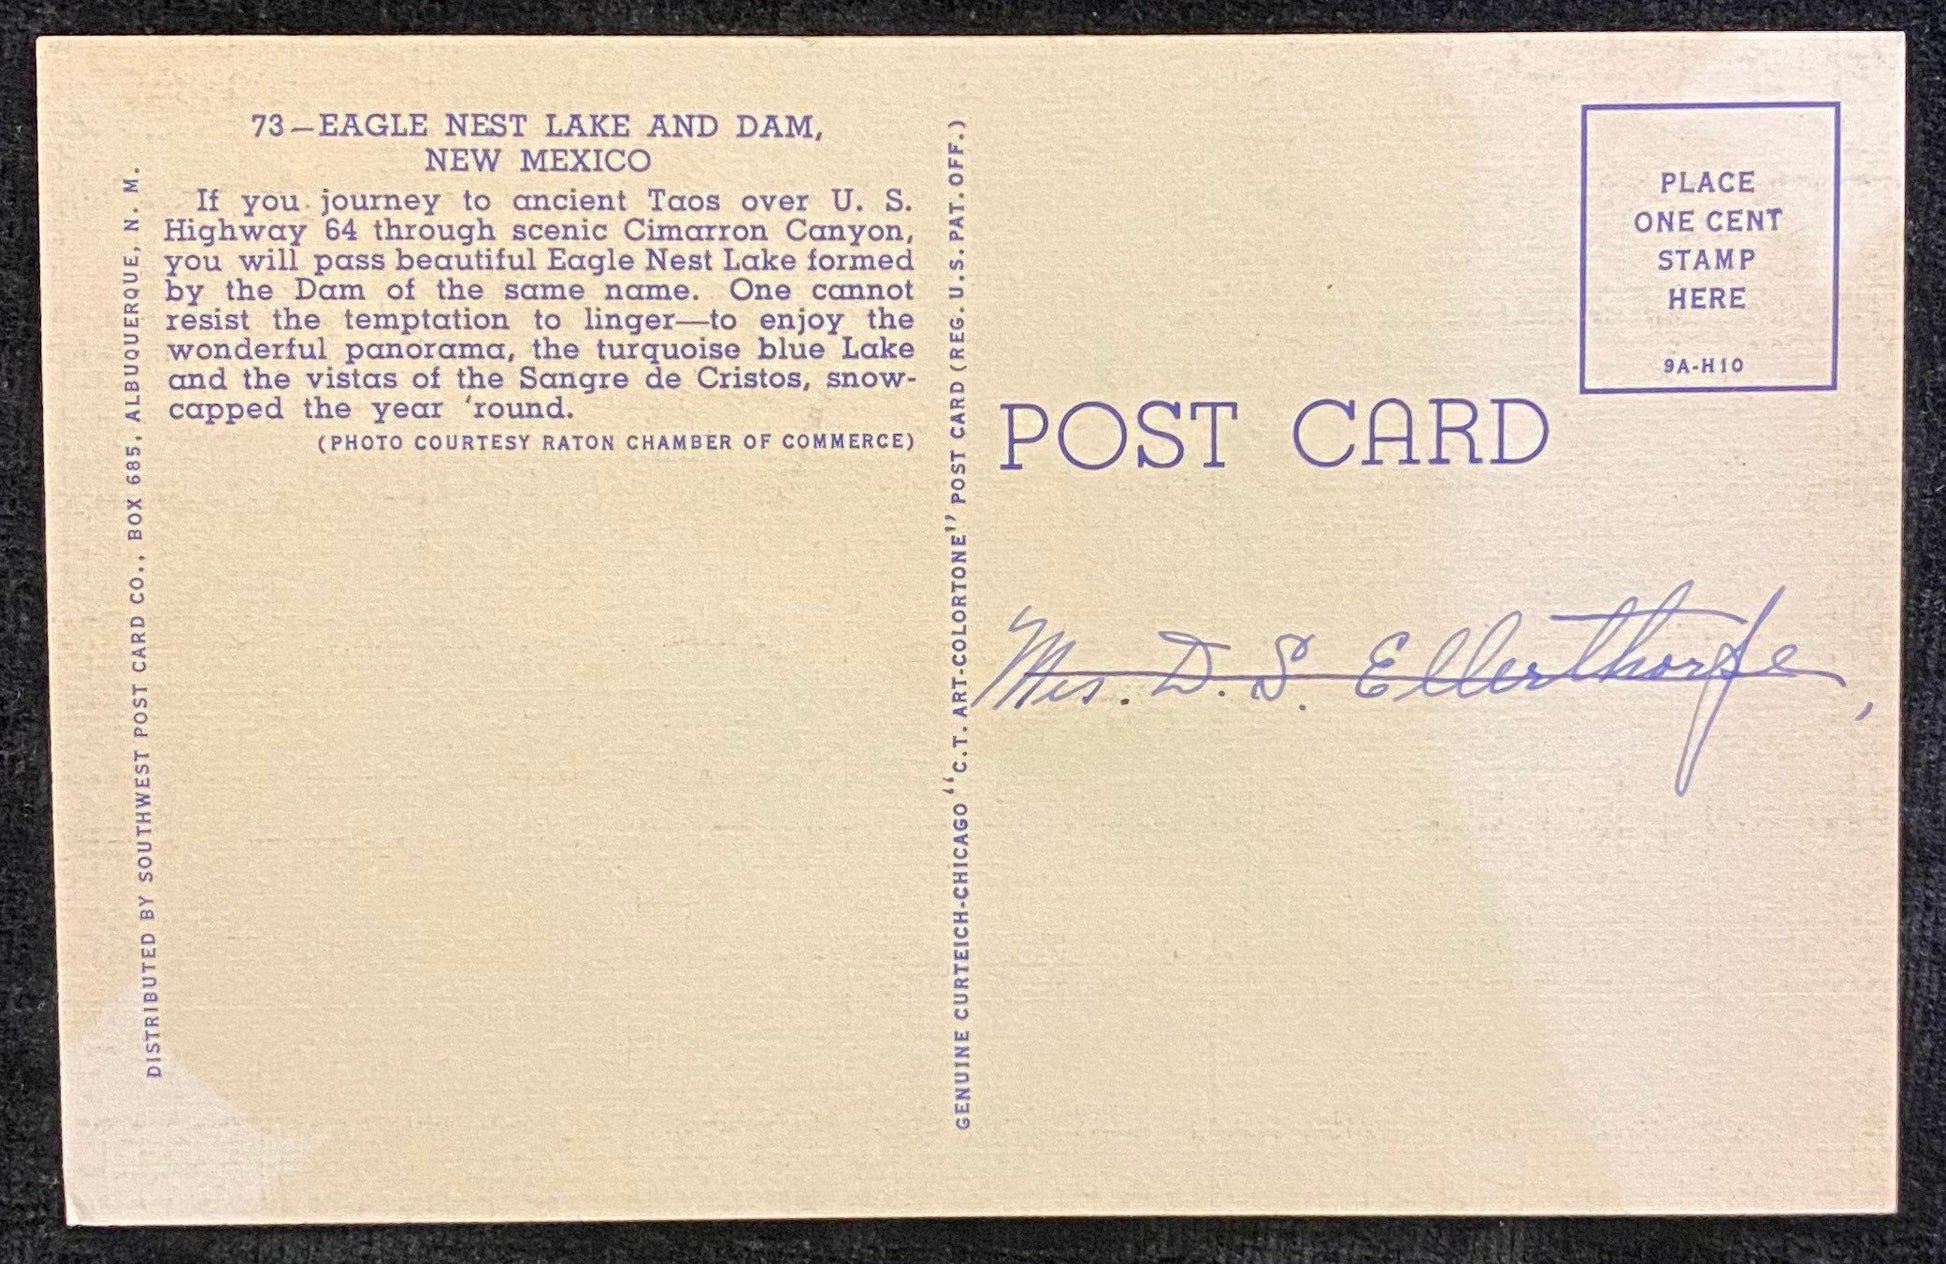 73—EAGLE NEST LAKE AND DAM,
NEW MEXICO
If you journey to ancient Taos over U. S.
Highway 64 through scenic Cimarron Canyon,
you will pass beautiful Eagle Nest Lake formed
by the Dam of the same name. One cannot
resist the temptation to linger—to enjoy the
wonderful panorama, the turquoise blue Lake
and the vistas of the Sangre de Cristos, snow-
capped the year 'round.
(PHOTO COURTESY RATON CHAMBER OF COMMERCE)
DISTRIBUTED BY SOUTHWEST POST CARD CO., BOX 685, ALBUQUERQUE, N. M.
GENUINE CURTEICH-CHICAGO "C.T. ART-COLORTONE" POST CARD (REG. U.S. PAT. OFF.)
PLACE
ONE CENT
STAMP
HERE
9A-H10
POST CARD
Mrs. D. S. Ellerthorpe,